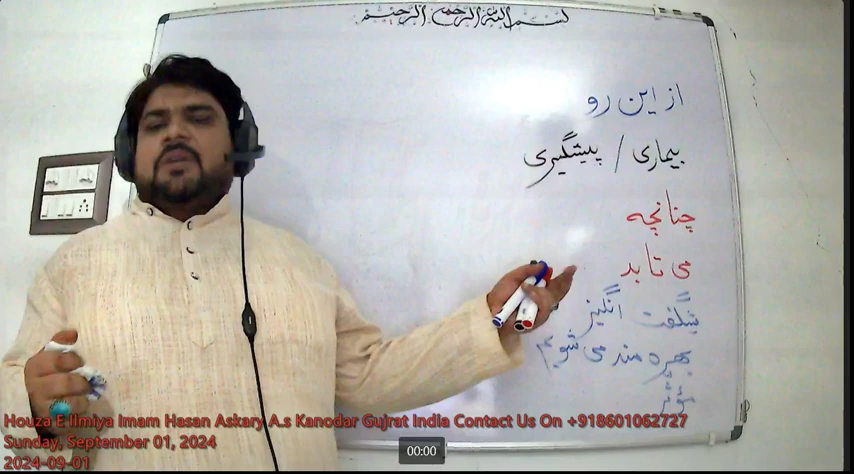 بسم الله الرحمن الرحیم
از این رو
بیماری / پیشگیری
چنانچه
می تابد
شگفت انگیز
بهره مند می شویم
Houza E Ilmiya Imam Hasan Askary A.s Kanodar Gujrat India Contact Us On +918601062727
Sunday, September 01, 2024
2024-09-01
00:00